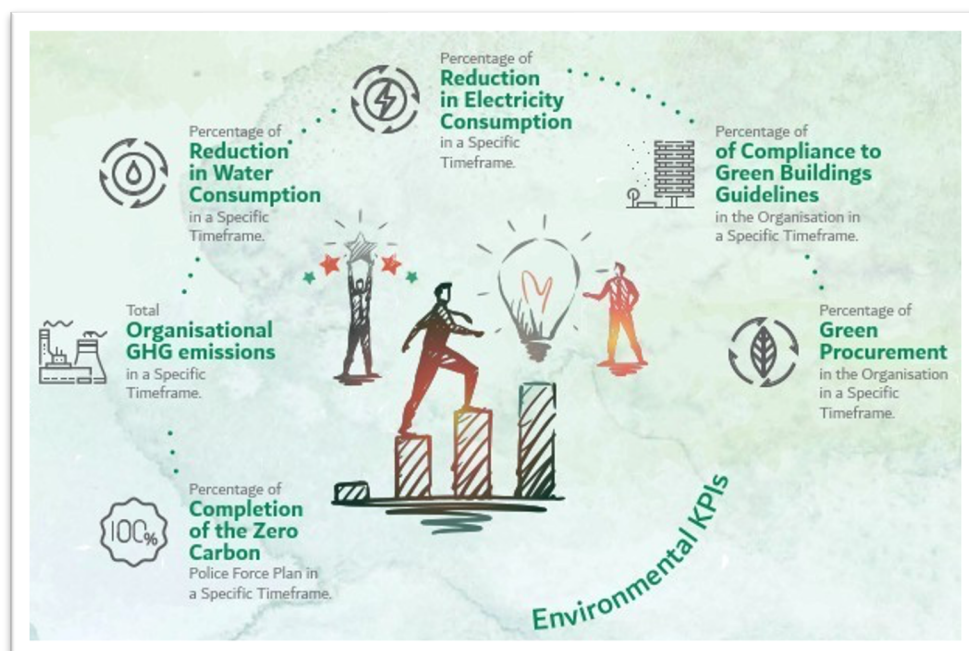 Percentage of
Reduction
in Electricity
Consumption
in a Specific
Timeframe.
Percentage of
Reduction
in Water
Consumption
in a Specific
Timeframe.
Percentage of
of Compliance to
Green Buildings
Guidelines
in the Organisation in
a Specific Timeframe.
Total
Organisational
GHG emissions
in a Specific
Timeframe.
Percentage of
Green
Procurement
in the Organisation
in a Specific
Timeframe.
100%
Percentage of
Completion
of the Zero
Carbon
Police Force Plan in
a Specific Timeframe.
Environmental KPIs